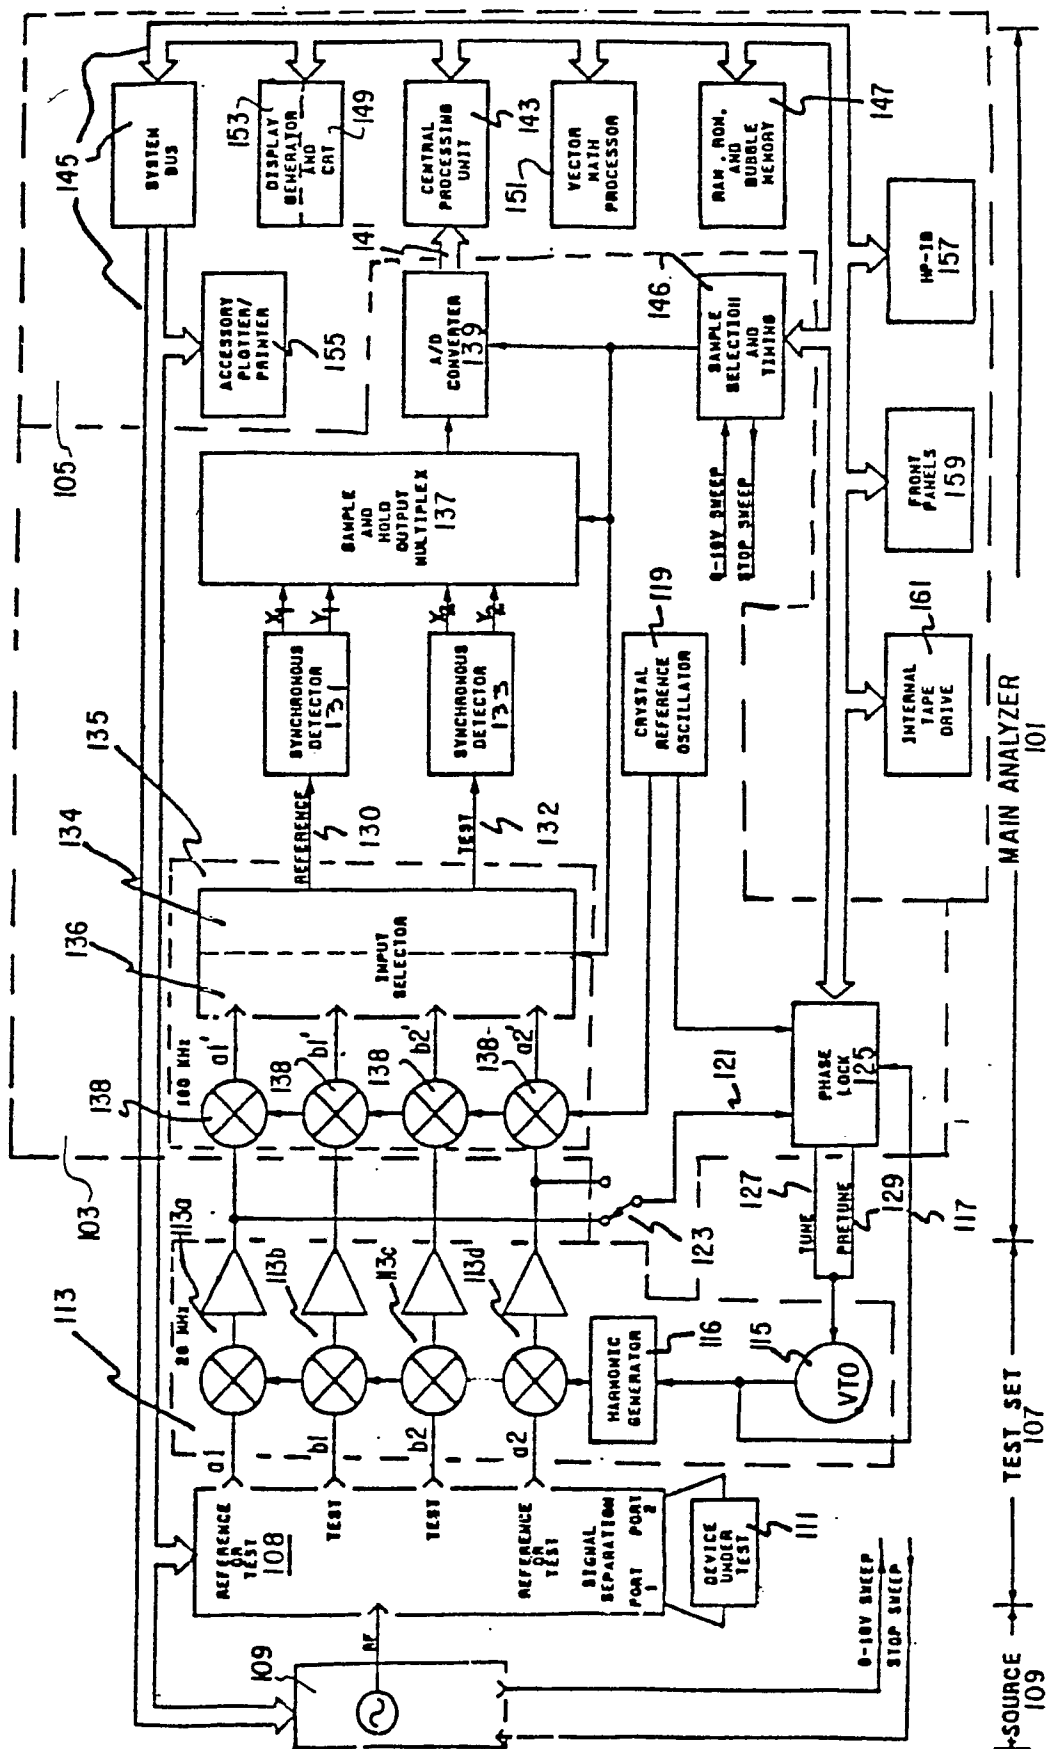 145
SYSTEM
BUS
153
DISPLAY
GENERATOR
AND
CRT
149
CENTRAL
PROCESSING
UNIT
143
151
VECTOR
MATH
PROCESSOR
RAM, ROM,
AND
BUBBLE
MEMORY
147
105
ACCESSORY
PLOTTER/
PRINTER
155
141
A/D
CONVERTER
139
146
SAMPLE
SELECTION
AND
TIMING
HP-IB
157
SAMPLE
AND
HOLD
OUTPUT
MULTIPLEX
137
0-10V SWEEP
STOP SWEEP
FRONT
PANELS
159
X1
Y1
X2
Y2
SYNCHRONOUS
DETECTOR
131
SYNCHRONOUS
DETECTOR
133
CRYSTAL
REFERENCE
OSCILLATOR
119
INTERNAL
TAPE
DRIVE
161
135
134
136
REFERENCE
130
TEST
132
INPUT
SELECTOR
138
100 KHz
a1'
138
b1'
138
b2'
138
a2'
121
PHASE
LOCK
125
103
113
20 MHz
113a
113b
113c
113d
123
TUNE
127
PRETUNE
129
117
a1
b1
b2
a2
HARMONIC
GENERATOR
116
115
VTO
REFERENCE
OR
TEST
108
TEST
TEST
REFERENCE
OR
TEST
SIGNAL
SEPARATION
PORT
1
PORT
2
DEVICE
UNDER
TEST
111
109
RF
0-10V SWEEP
STOP SWEEP
SOURCE
109
TEST SET
107
MAIN ANALYZER
101